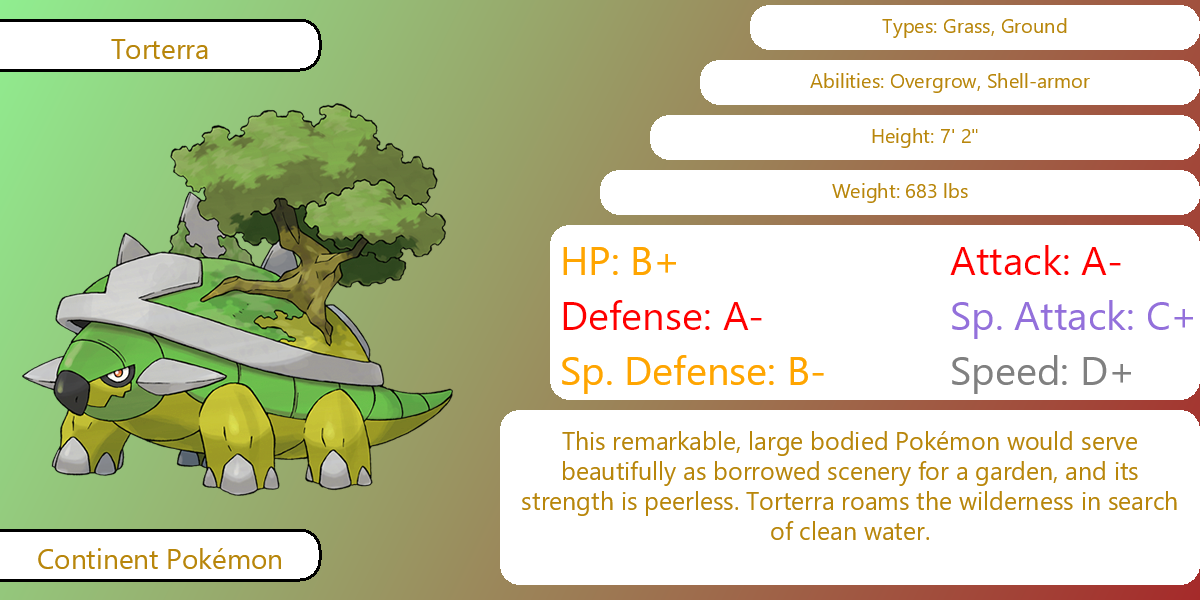 Torterra
Types: Grass, Ground
Abilities: Overgrow, Shell-armor
Height: 7' 2"
Weight: 683 lbs
HP: B+
Attack: A-
Defense: A-
Sp. Attack: C+
Sp. Defense: B-
Speed: D+
This remarkable, large bodied Pokémon would serve
beautifully as borrowed scenery for a garden, and its
strength is peerless. Torterra roams the wilderness in search
of clean water.
Continent Pokémon